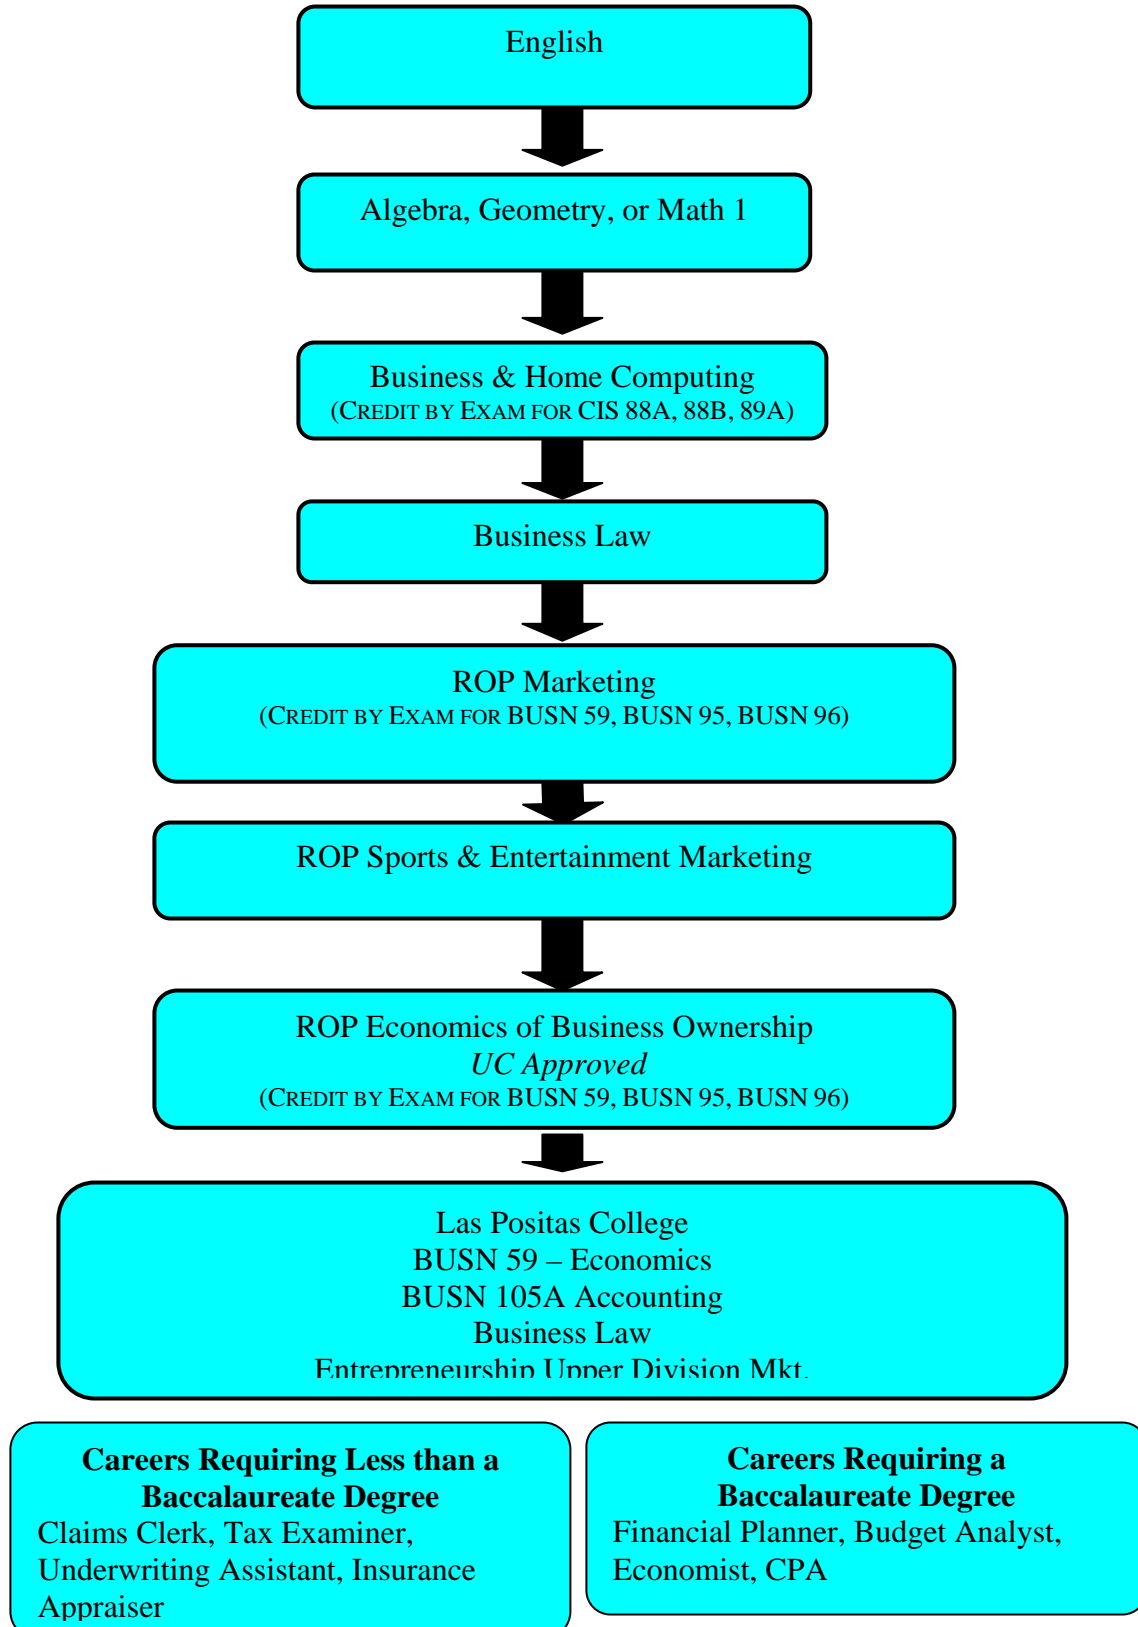 English
Algebra, Geometry, or Math 1
Business & Home Computing
(CREDIT BY EXAM FOR CIS 88A, 88B, 89A)
Business Law
ROP Marketing
(CREDIT BY EXAM FOR BUSN 59, BUSN 95, BUSN 96)
ROP Sports & Entertainment Marketing
ROP Economics of Business Ownership
UC Approved
(CREDIT BY EXAM FOR BUSN 59, BUSN 95, BUSN 96)
Las Positas College
BUSN 59 – Economics
BUSN 105A Accounting
Business Law
Entrepreneurship Upper Division Mkt.
Careers Requiring Less than a
Baccalaureate Degree
Claims Clerk, Tax Examiner,
Underwriting Assistant, Insurance
Appraiser
Careers Requiring a
Baccalaureate Degree
Financial Planner, Budget Analyst,
Economist, CPA